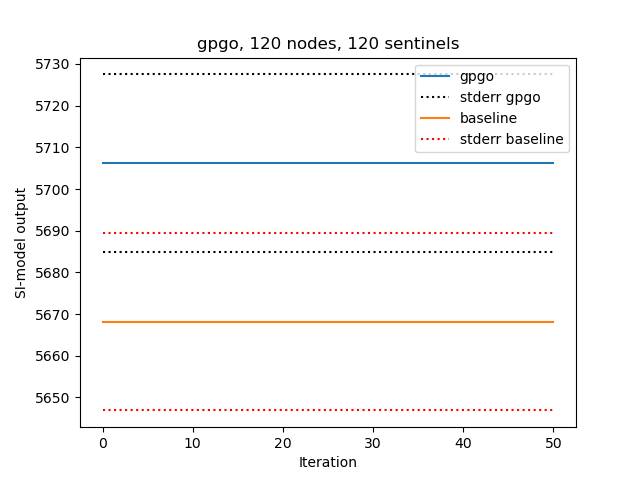 gpgo, 120 nodes, 120 sentinels
5730
5720
5710
5700
5690
5680
5670
5660
5650
SI-model output
gpgo
stderr gpgo
baseline
stderr baseline
0 10 20 30 40 50
Iteration